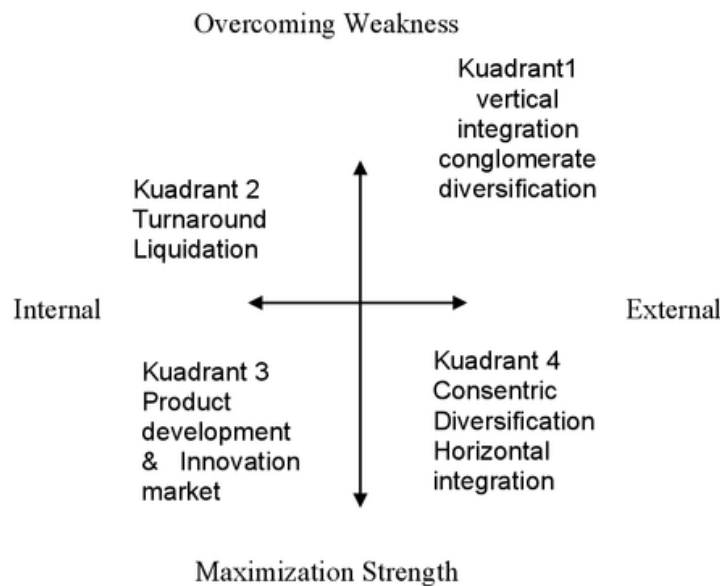 Overcoming Weakness
Kuadrant1
vertical
integration
conglomerate
diversification
Kuadrant 2
Turnaround
Liquidation
Internal
External
Kuadrant 3
Product
development
& Innovation
market
Kuadrant 4
Consentric
Diversification
Horizontal
integration
Maximization Strength